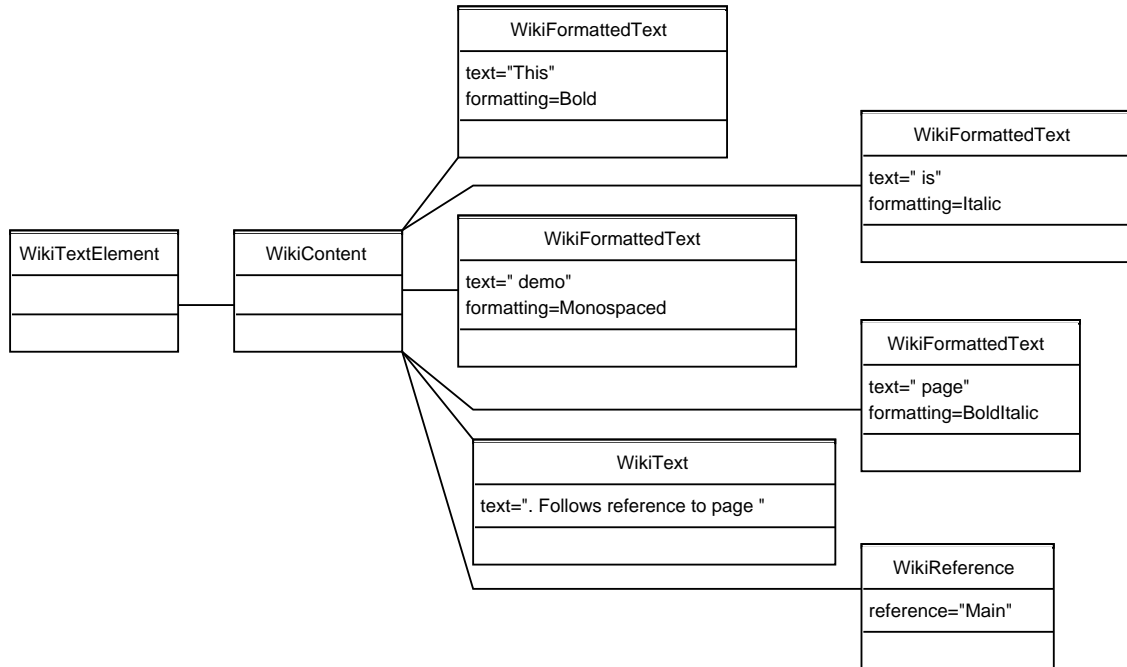 WikiFormattedText
text="This"
formatting=Bold
WikiFormattedText
text=" is"
formatting=Italic
WikiTextElement
WikiContent
WikiFormattedText
text=" demo"
formatting=Monospaced
WikiFormattedText
text=" page"
formatting=BoldItalic
WikiText
text=". Follows reference to page "
WikiReference
reference="Main"